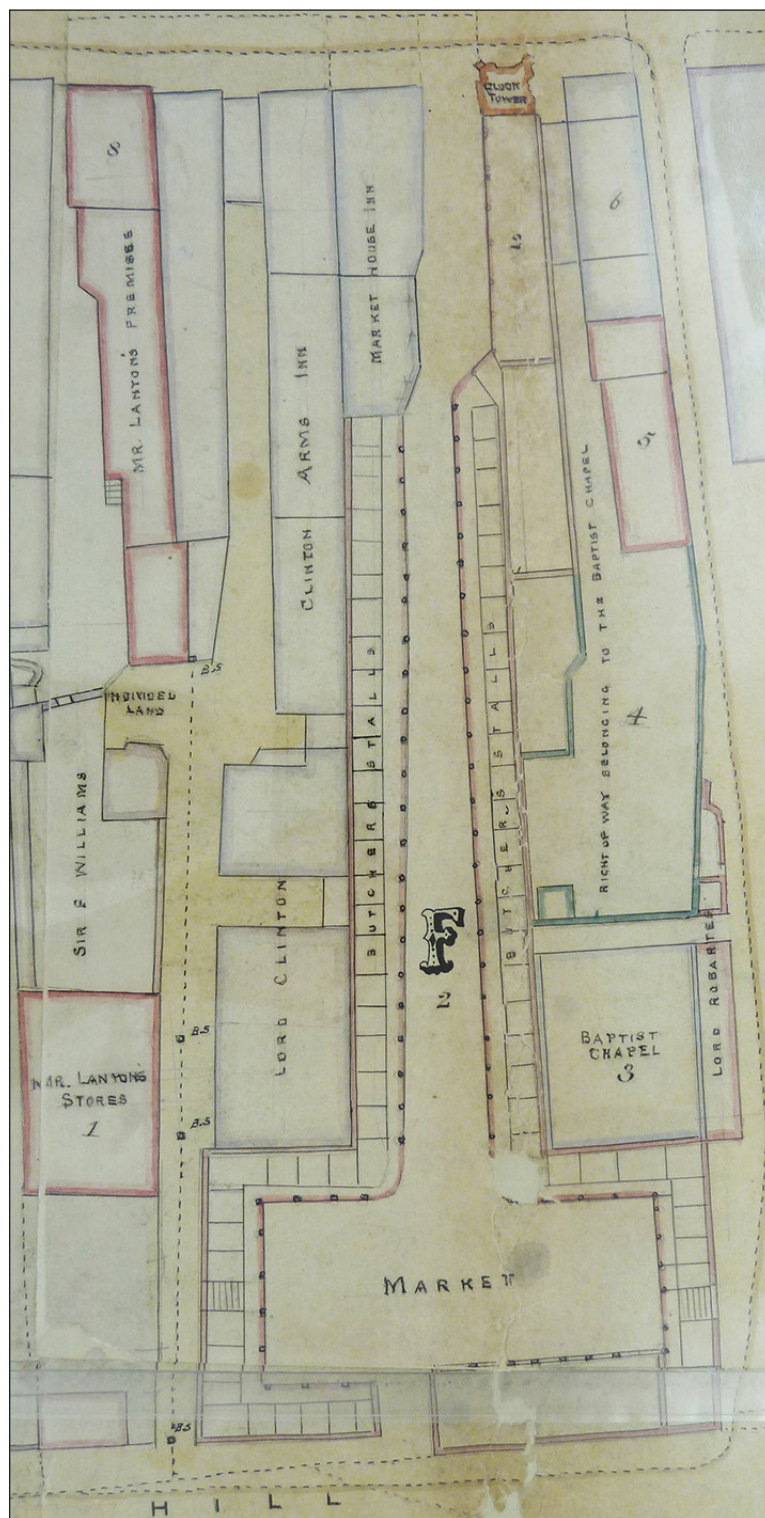 CLOCK
TOWER
8
MR. LANYON'S PREMISES
MARKET HOUSE INN
CLINTON ARMS INN
2
6
5
RIGHT OF WAY BELONGING TO THE BAPTIST CHAPEL
4
B.S
UNDIVIDED
LAND
SIR F WILLIAMS
BUTCHERS STALLS
BUTCHERS STALLS
LORD CLINTON
E
2
LORD ROBARTES
BAPTIST
CHAPEL
3
MR. LANYONS
STORES
1
B.S
B.S
MARKET
B.S
HILL